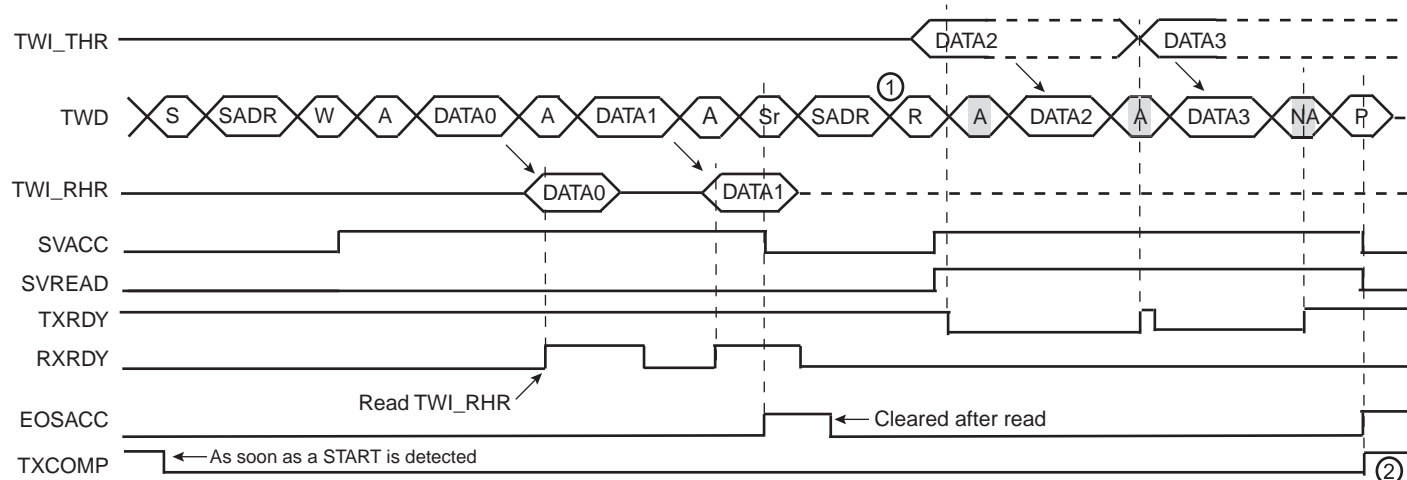 TWI_THR DATA2 DATA3
①
TWD S SADR W A DATA0 A DATA1 A Sr SADR R A DATA2 A DATA3 NA P
TWI_RHR DATA0 DATA1
SVACC
SVREAD
TXRDY
RXRDY
Read TWI_RHR
EOSACC Cleared after read
TXCOMP As soon as a START is detected ②